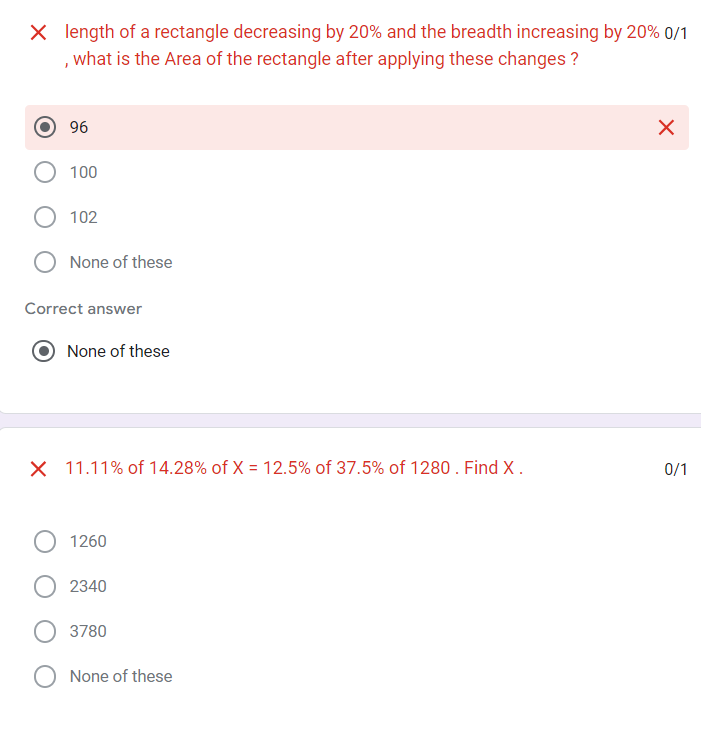 length of a rectangle decreasing by 20% and the breadth increasing by 20% 0/1
, what is the Area of the rectangle after applying these changes ?
96
100
102
None of these
Correct answer
None of these
11.11% of 14.28% of X = 12.5% of 37.5% of 1280 . Find X . 0/1
1260
2340
3780
None of these